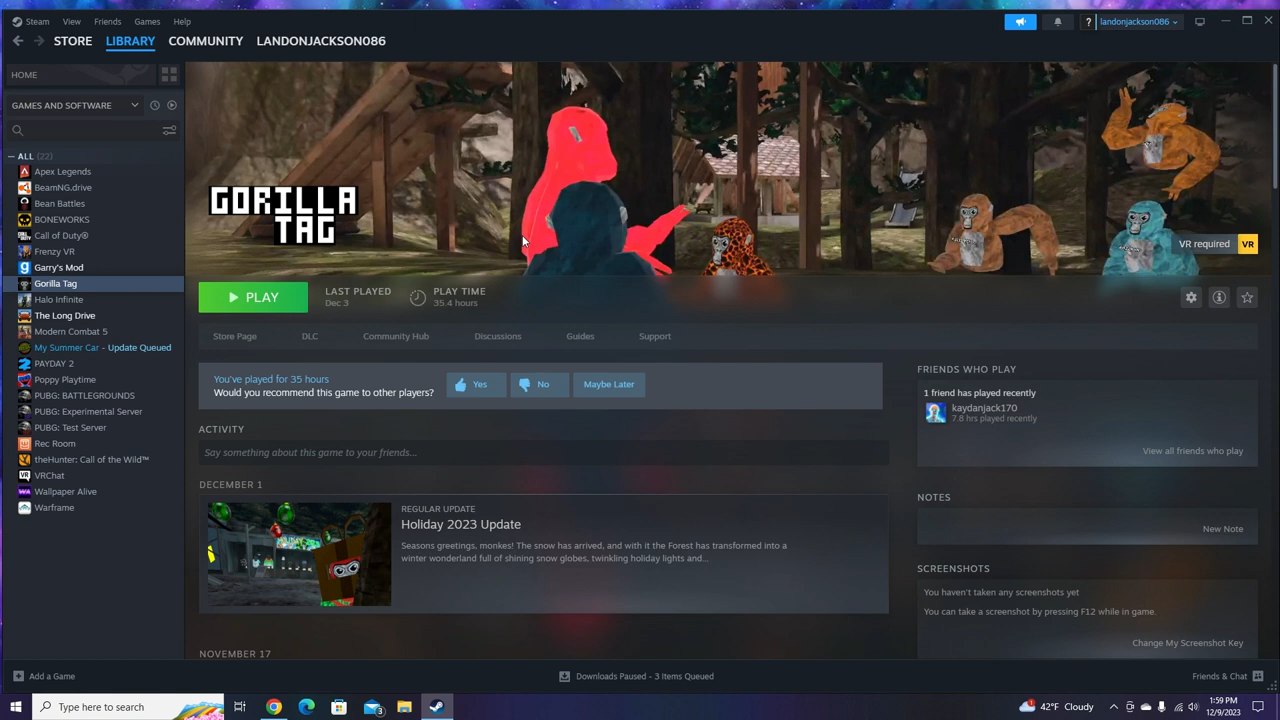 Steam View Friends Games Help
? landonjackson086
STORE LIBRARY COMMUNITY LANDONJACKSON086
HOME
GAMES AND SOFTWARE
ALL (22)
Apex Legends
BeamNG.drive
Bean Battles
BONEWORKS
Call of Duty®
Frenzy VR
Garry's Mod
Gorilla Tag
Halo Infinite
The Long Drive
Modern Combat 5
My Summer Car - Update Queued
PAYDAY 2
Poppy Playtime
PUBG: BATTLEGROUNDS
PUBG: Experimental Server
PUBG: Test Server
Rec Room
theHunter: Call of the Wild™
VRChat
Wallpaper Alive
Warframe
GORILLA
TAG
VR required VR
PLAY
LAST PLAYED
Dec 3
PLAY TIME
35.4 hours
Store Page DLC Community Hub Discussions Guides Support
You've played for 35 hours
Would you recommend this game to other players?
Yes No Maybe Later
ACTIVITY
Say something about this game to your friends...
DECEMBER 1
REGULAR UPDATE
Holiday 2023 Update
Seasons greetings, monkes! The snow has arrived, and with it the Forest has transformed into a
winter wonderland full of shining snow globes, twinkling holiday lights and...
NOVEMBER 17
FRIENDS WHO PLAY
1 friend has played recently
kaydanjack170
7.8 hrs played recently
View all friends who play
NOTES
New Note
SCREENSHOTS
You haven't taken any screenshots yet
You can take a screenshot by pressing F12 while in game.
Change My Screenshot Key
Add a Game
Downloads Paused - 3 Items Queued
Friends & Chat
Type here to search
3
42°F Cloudy
1:59 PM
12/9/2023